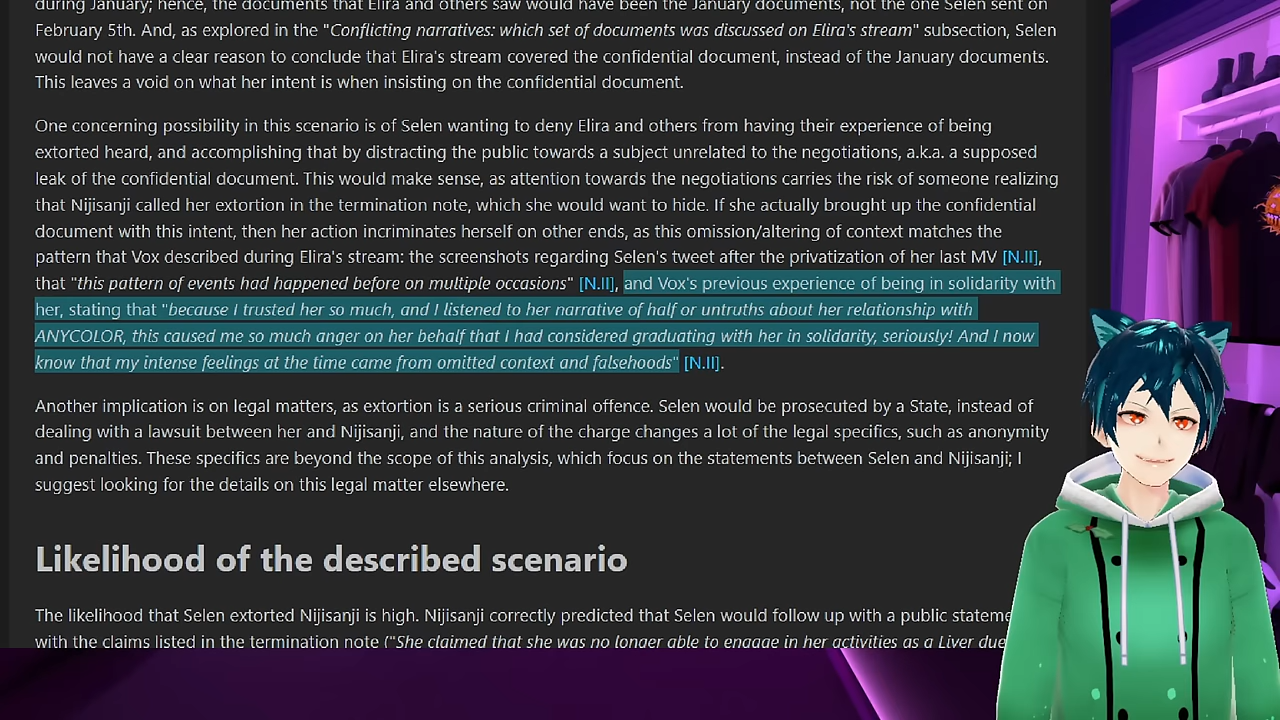 during January; hence, the documents that Elira and others saw would have been the January documents, not the one Selen sent on
February 5th. And, as explored in the "Conflicting narratives: which set of documents was discussed on Elira's stream" subsection, Selen
would not have a clear reason to conclude that Elira's stream covered the confidential document, instead of the January documents.
This leaves a void on what her intent is when insisting on the confidential document.
One concerning possibility in this scenario is of Selen wanting to deny Elira and others from having their experience of being
extorted heard, and accomplishing that by distracting the public towards a subject unrelated to the negotiations, a.k.a. a supposed
leak of the confidential document. This would make sense, as attention towards the negotiations carries the risk of someone realizing
that Nijisanji called her extortion in the termination note, which she would want to hide. If she actually brought up the confidential
document with this intent, then her action incriminates herself on other ends, as this omission/altering of context matches the
pattern that Vox described during Elira's stream: the screenshots regarding Selen's tweet after the privatization of her last MV [N.II],
that "this pattern of events had happened before on multiple occasions" [N.II], and Vox's previous experience of being in solidarity with
her, stating that "because I trusted her so much, and I listened to her narrative of half or untruths about her relationship with
ANYCOLOR, this caused me so much anger on her behalf that I had considered graduating with her in solidarity, seriously! And I now
know that my intense feelings at the time came from omitted context and falsehoods" [N.II].
Another implication is on legal matters, as extortion is a serious criminal offence. Selen would be prosecuted by a State, instead of
dealing with a lawsuit between her and Nijisanji, and the nature of the charge changes a lot of the legal specifics, such as anonymity
and penalties. These specifics are beyond the scope of this analysis, which focus on the statements between Selen and Nijisanji; I
suggest looking for the details on this legal matter elsewhere.
Likelihood of the described scenario
The likelihood that Selen extorted Nijisanji is high. Nijisanji correctly predicted that Selen would follow up with a public stateme
with the claims listed in the termination note ("She claimed that she was no longer able to engage in her activities as a Liver due